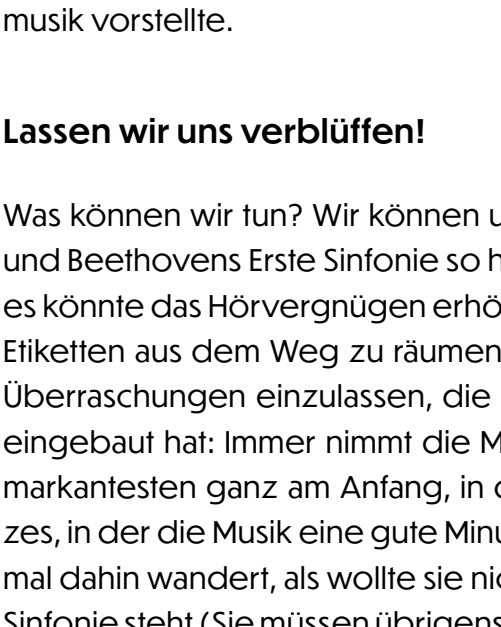 musik vorstellte.
Lassen wir uns verblüffen!
Was können wir tun? Wir können
und Beethovens Erste Sinfonie so
es könnte das Hörvergnügen
Etiketten aus dem Weg zu räumen
Überraschungen einzulassen, die
eingebaut hat: Immer nimmt die
markantesten ganz am Anfang, in
zes, in der die Musik eine gute
mal dahin wandert, als wollte sie
Sinfonie steht (Sie müssen übrigens